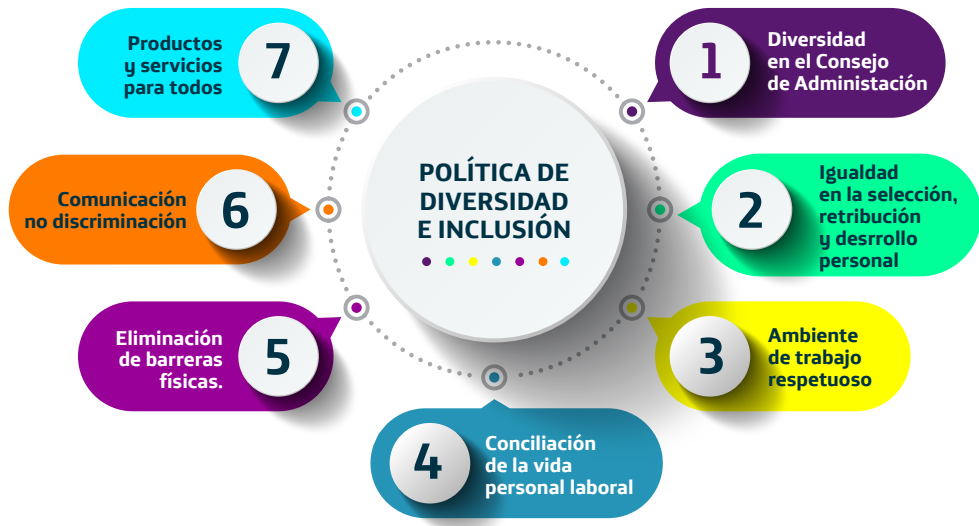 POLÍTICA DE
DIVERSIDAD
E INCLUSIÓN
1
Diversidad
en el Consejo
de Administación
2
Igualdad
en la selección,
retribución
y desrrollo
personal
3
Ambiente
de trabajo
respetuoso
4
Conciliación
de la vida
personal laboral
5
Eliminación
de barreras
físicas.
6
Comunicación
no discriminación
7
Productos
y servicios
para todos